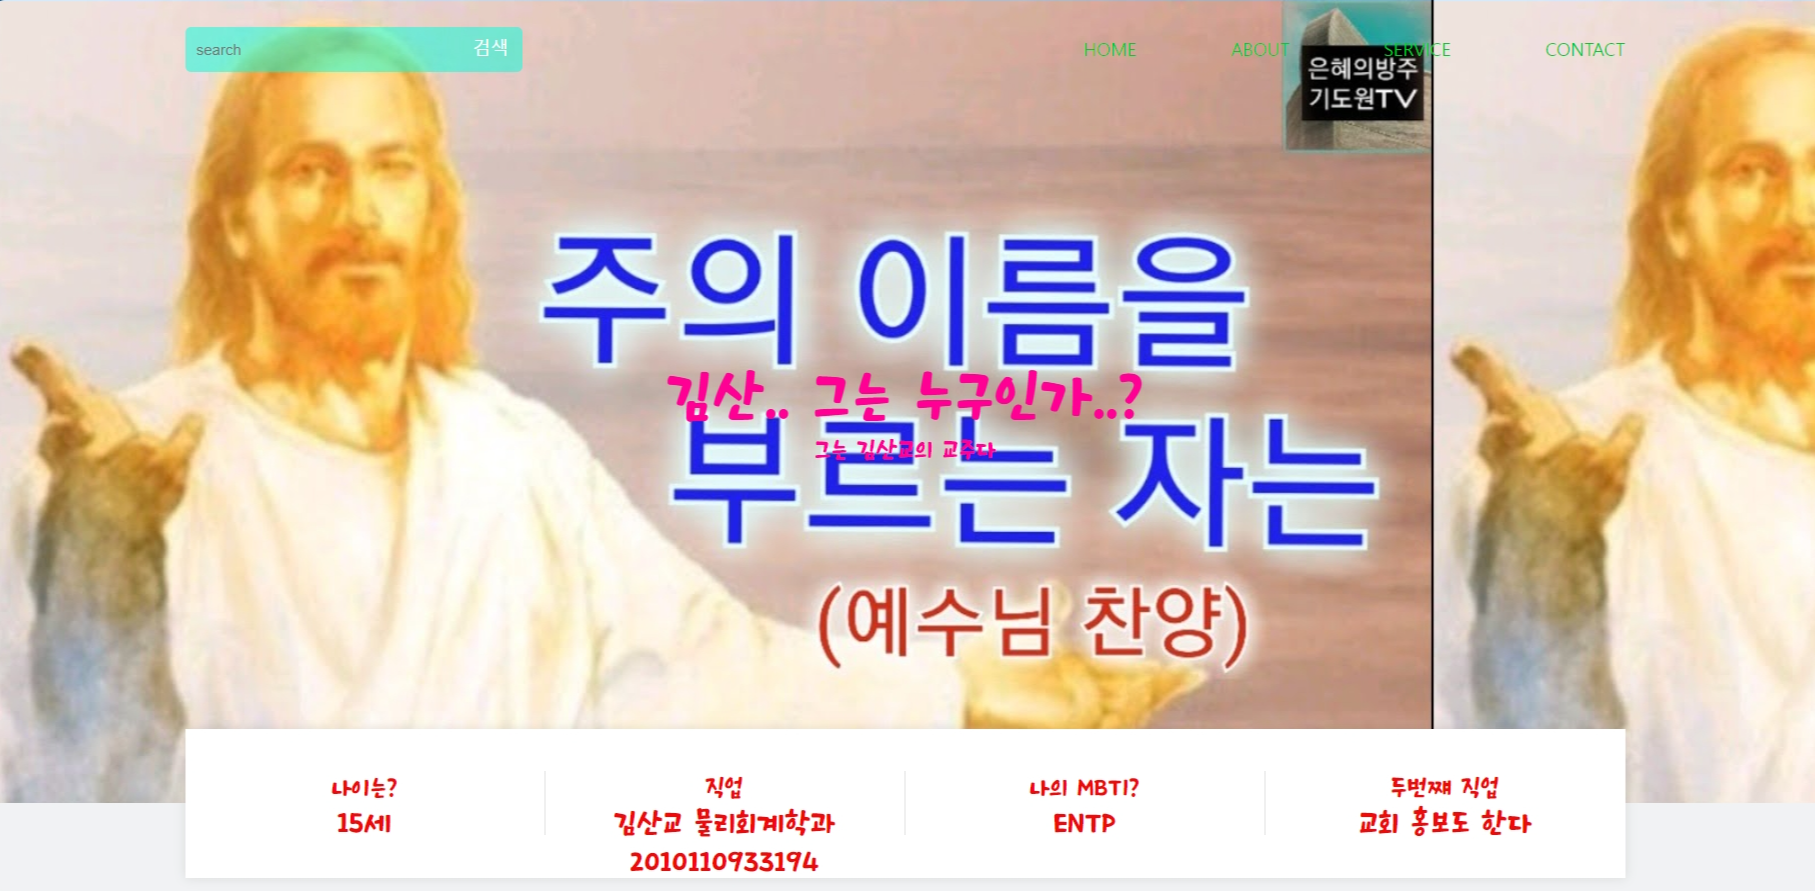 search 검색
HOME ABOUT SERVICE CONTACT
은혜의방주
기도원TV
주의 이름을
김산.. 그는 누구인가..?
그는 김산교의 교주다
부르는 자는
(예수님 찬양)
나이는?
15세
직업
김산교 물리회계학과
2010110933194
나의 MBTI?
ENTP
두번쨰 직업
교회 홍보도 한다